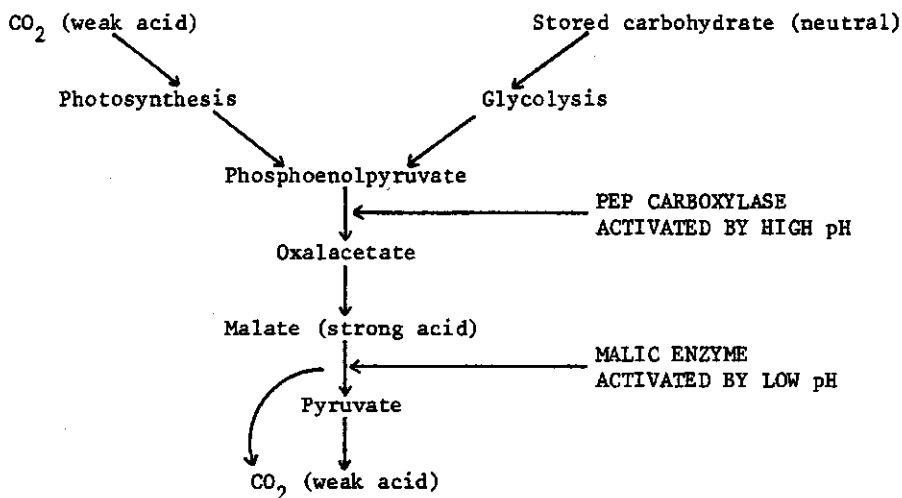 CO2 (weak acid)
Stored carbohydrate (neutral)
Photosynthesis
Glycolysis
Phosphoenolpyruvate
PEP CARBOXYLASE
ACTIVATED BY HIGH pH
Oxalacetate
Malate (strong acid)
MALIC ENZYME
ACTIVATED BY LOW pH
Pyruvate
CO2 (weak acid)